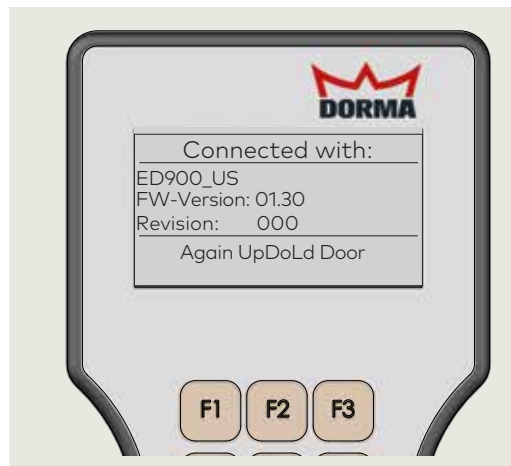 DORMA
Connected with:
ED900_US
FW-Version: 01.30
Revision: 000
Again UpDoLd Door
F1 F2 F3